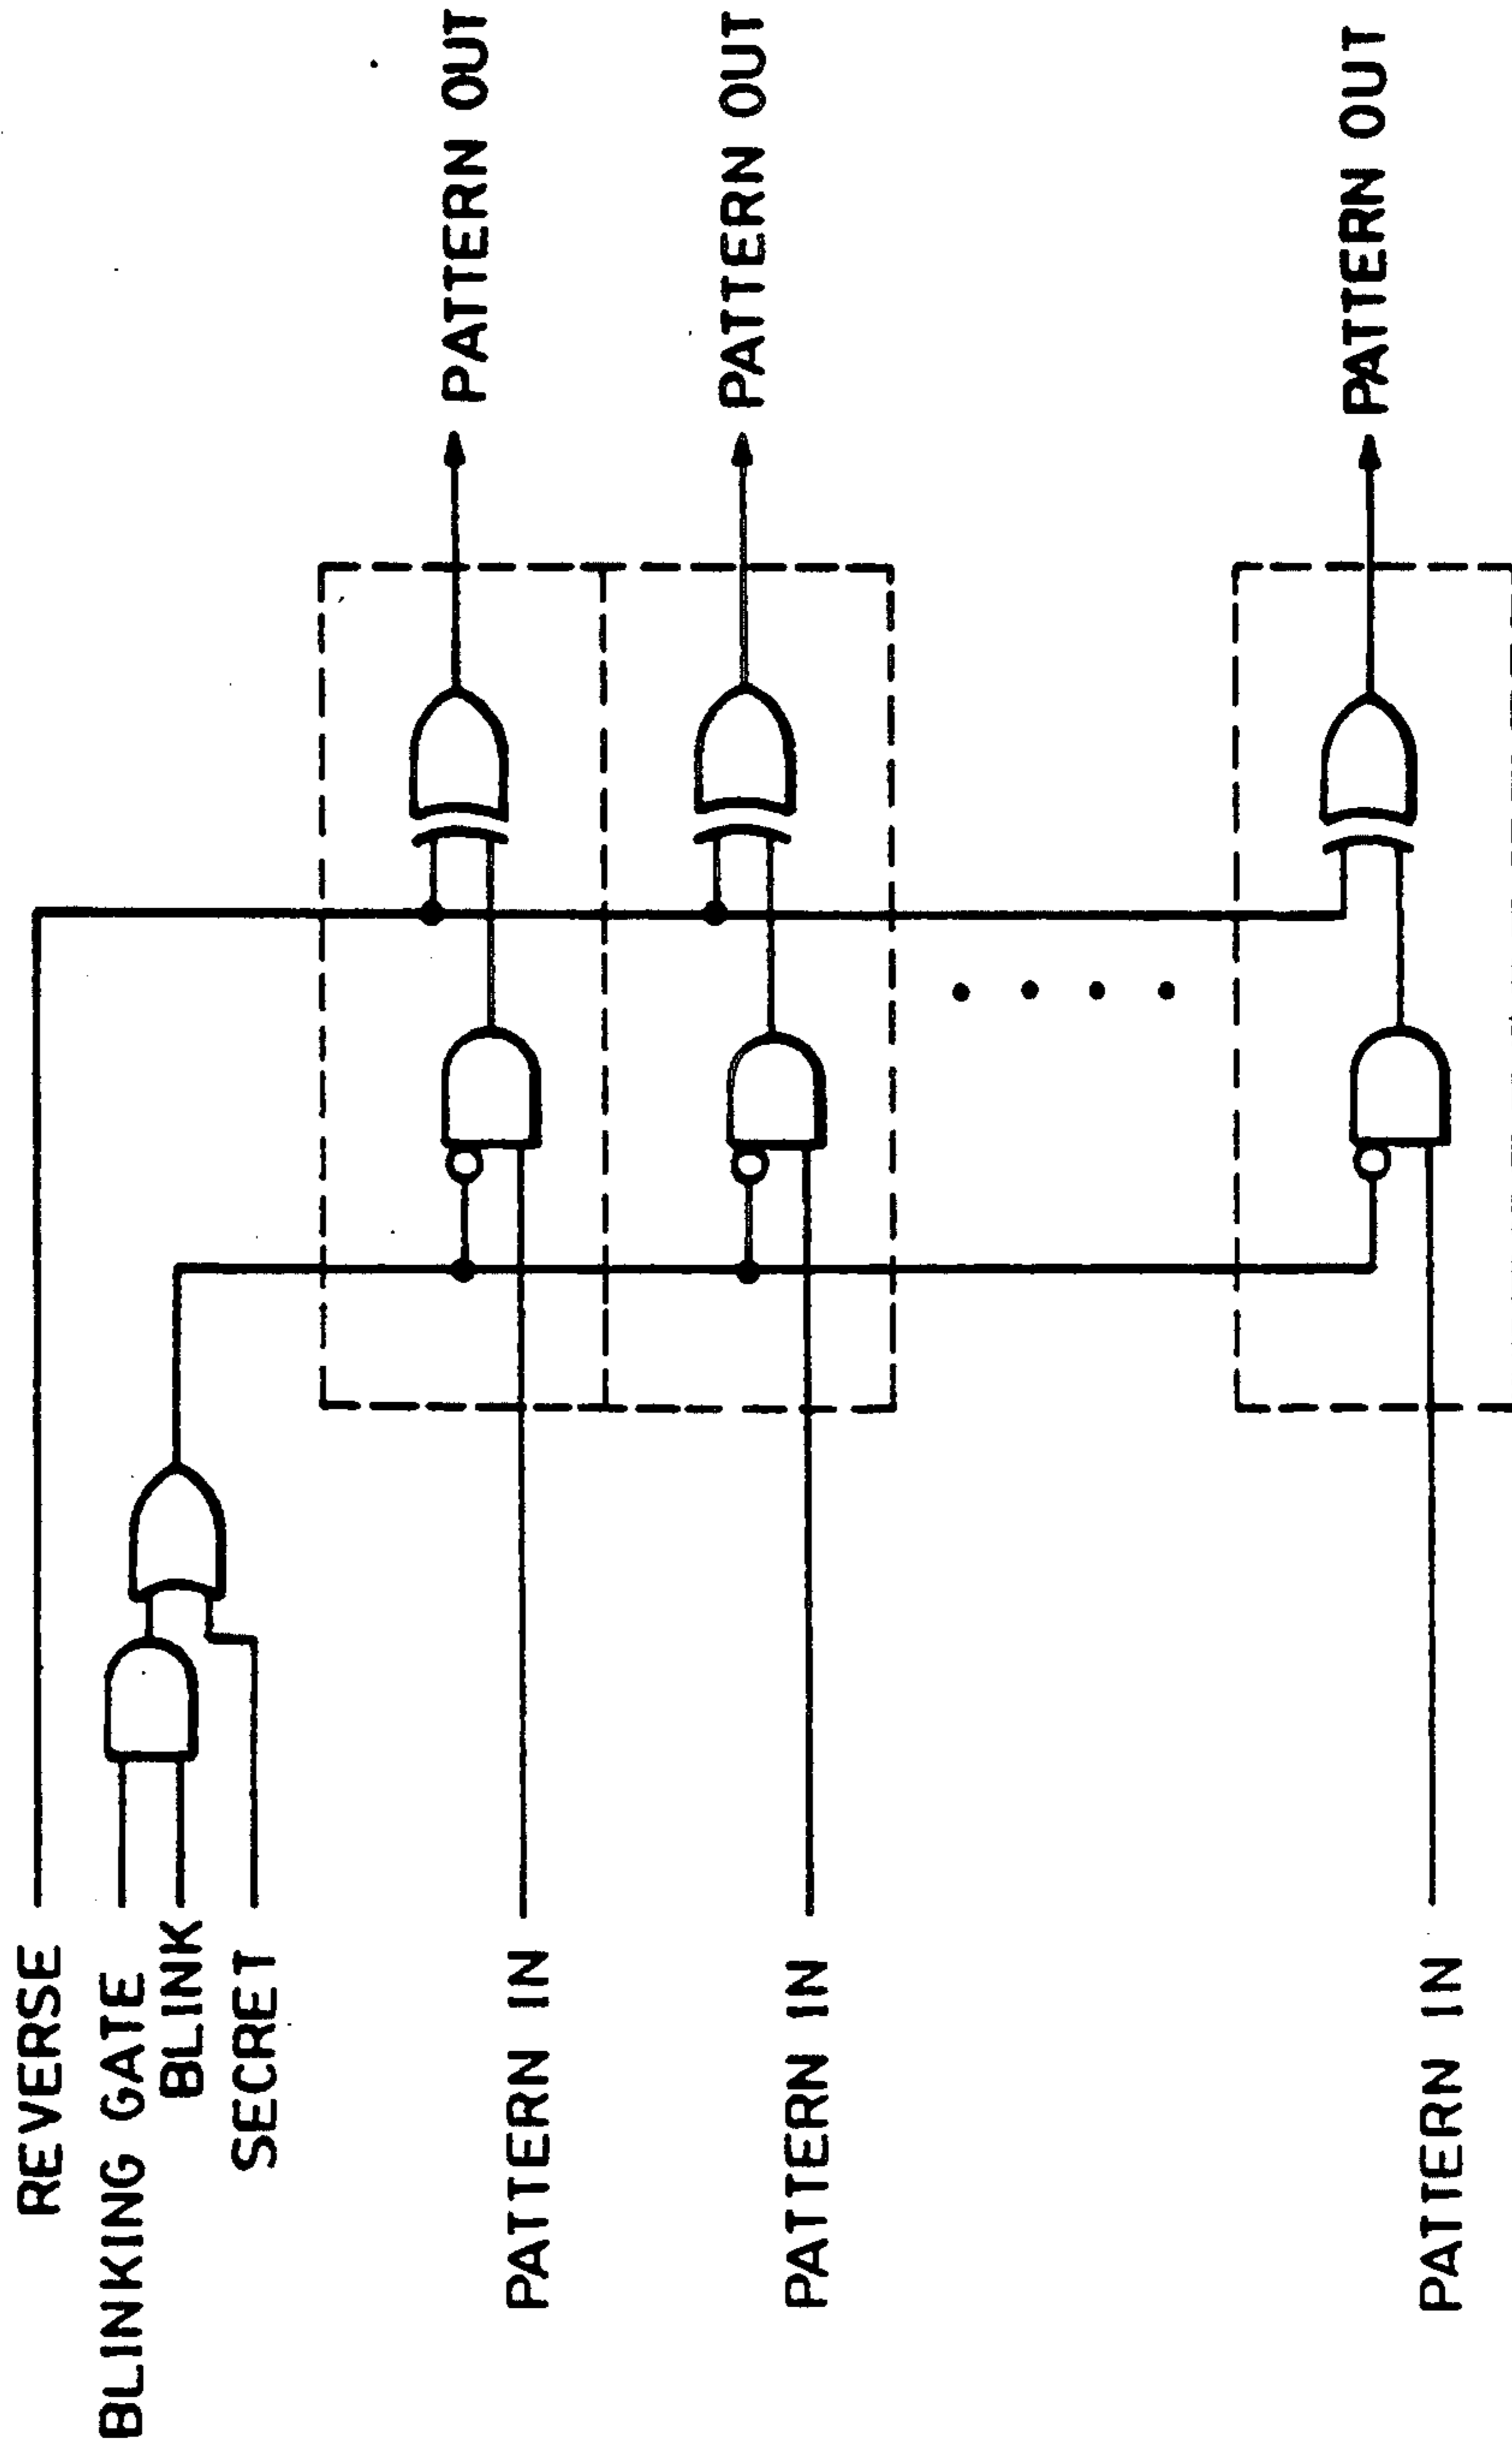 REVERSE
BLINKING GATE
BLINK
SECRET
PATTERN IN
PATTERN IN
PATTERN IN
PATTERN OUT
PATTERN OUT
PATTERN OUT